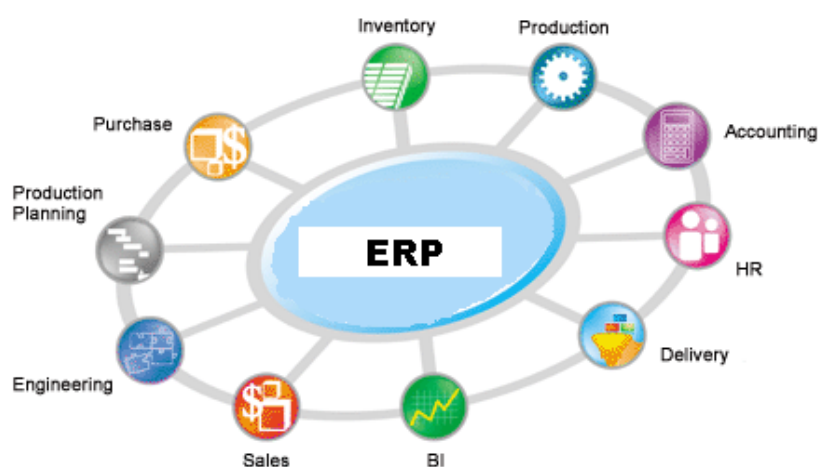 Inventory
Production
Purchase
Accounting
Production
Planning
ERP
HR
Delivery
Engineering
Sales
BI
$
$